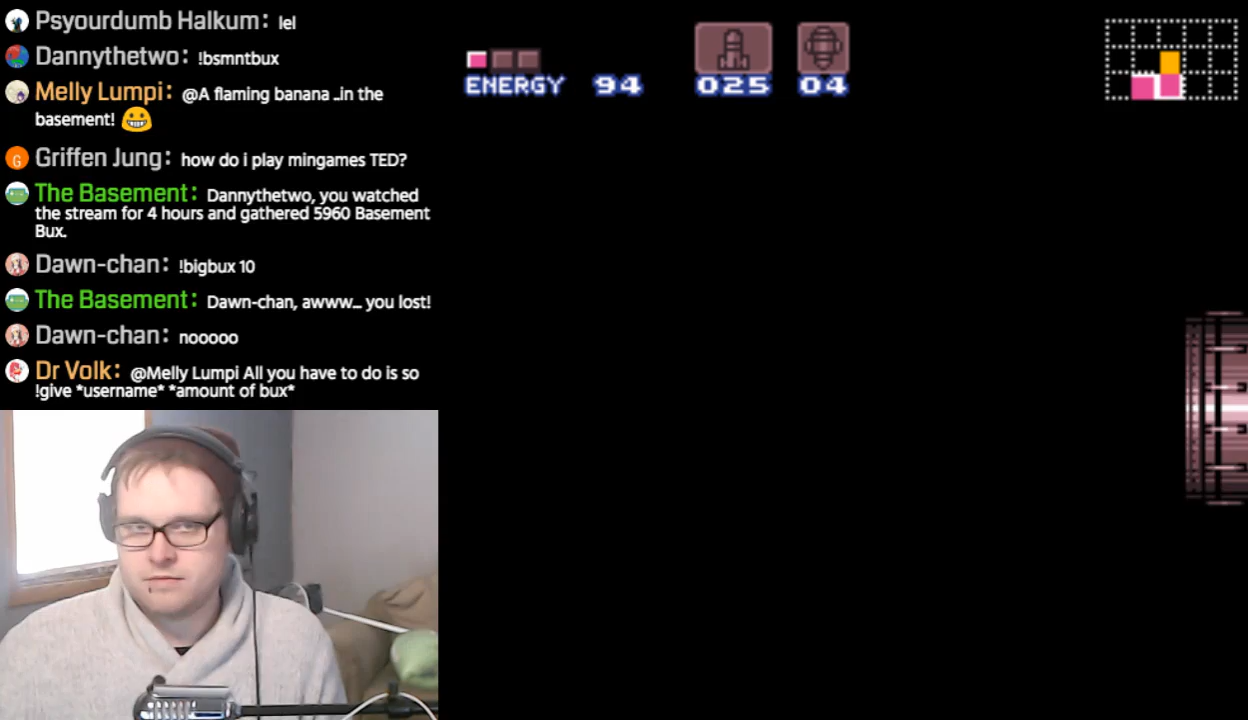 Psyourdumb Halkum: lel
Dannythetwo: !bsmntbux
Melly Lumpi: @A flaming banana ..in the
basement!
G Griffen Jung: how do i play mingames TED?
The Basement: Dannythetwo, you watched
the stream for 4 hours and gathered 5960 Basement
Bux.
Dawn-chan: !bigbux 10
The Basement: Dawn-chan, awww... you lost!
Dawn-chan: nooooo
Dr Volk: @Melly Lumpi All you have to do is so
!give *username* *amount of bux*
ENERGY 94 025 04